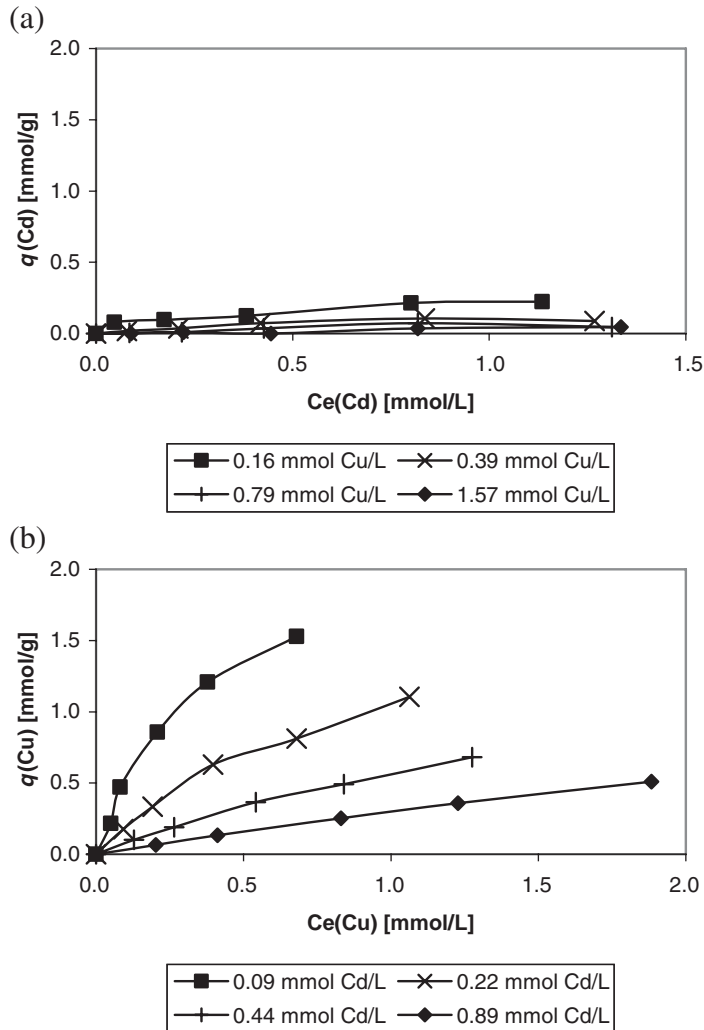 (a)
2.0
1.5
1.0
0.5
0.0
q(Cd) [mmol/g]
0.0 0.5 1.0 1.5
Ce(Cd) [mmol/L]
0.16 mmol Cu/L 0.39 mmol Cu/L
0.79 mmol Cu/L 1.57 mmol Cu/L
(b)
2.0
1.5
1.0
0.5
0.0
q(Cu) [mmol/g]
0.0 0.5 1.0 1.5 2.0
Ce(Cu) [mmol/L]
0.09 mmol Cd/L 0.22 mmol Cd/L
0.44 mmol Cd/L 0.89 mmol Cd/L